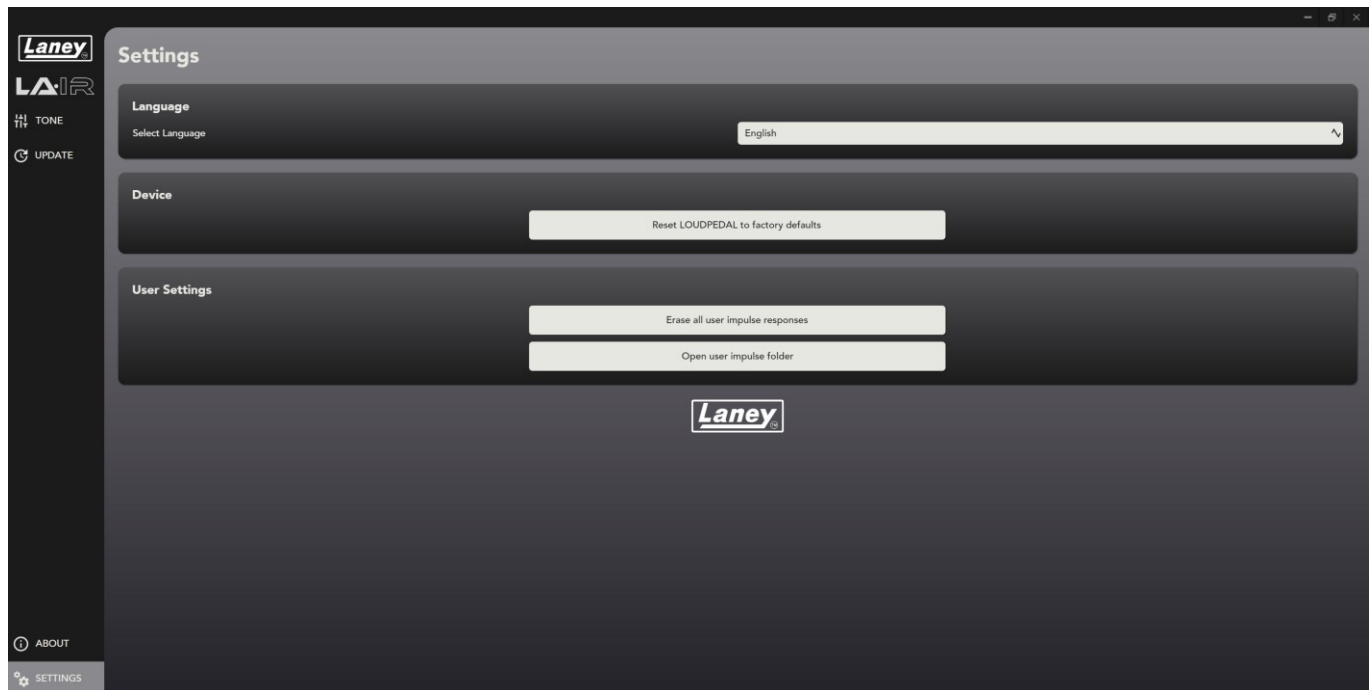 Laney
LA·IR
TONE
UPDATE
ABOUT
SETTINGS
Settings
Language
Select Language
English
Device
Reset LOUDPEDAL to factory defaults
User Settings
Erase all user impulse responses
Open user impulse folder
Laney